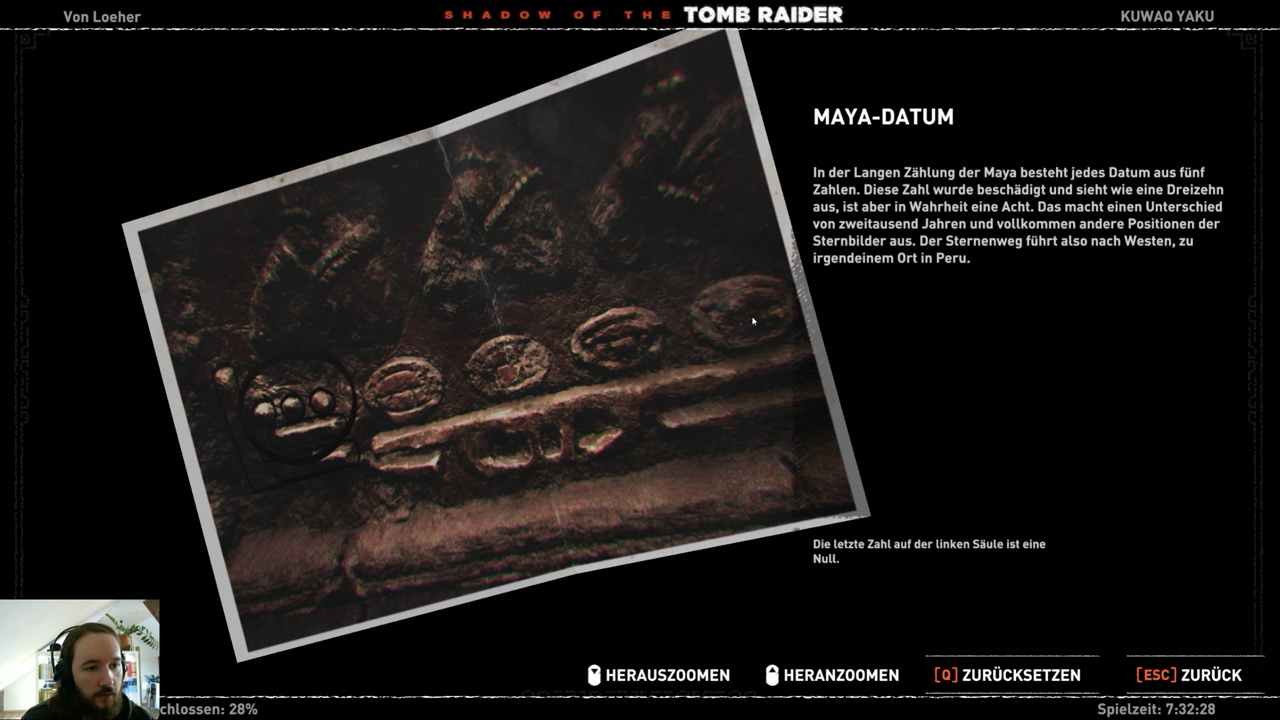 Von Loeher
SHADOW OF THE TOMB RAIDER
KUWAQ YAKU
MAYA-DATUM
In der Langen Zählung der Maya besteht jedes Datum aus fünf
Zahlen. Diese Zahl wurde beschädigt und sieht wie eine Dreizehn
aus, ist aber in Wahrheit eine Acht. Das macht einen Unterschied
von zweitausend Jahren und vollkommen andere Positionen der
Sternbilder aus. Der Sternenweg führt also nach Westen, zu
irgendeinem Ort in Peru.
Die letzte Zahl auf der linken Säule ist eine
Null.
HERAUSZOOMEN
HERANZOOMEN
[Q] ZURÜCKSETZEN
[ESC] ZURÜCK
chlossen: 28%
Spielzeit: 7:32:28